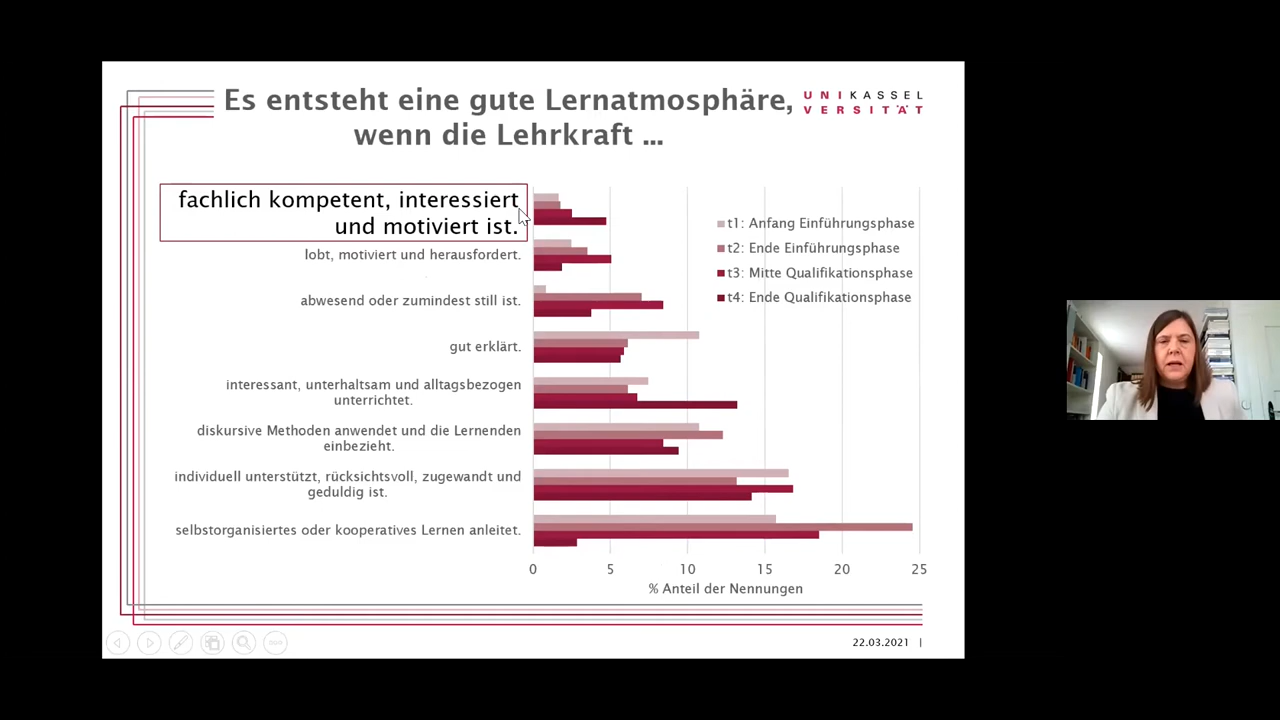 Es entsteht eine gute Lernatmosphäre,
wenn die Lehrkraft ...
UNIKASSEL
VERSITÄT
fachlich kompetent, interessiert
und motiviert ist.
lobt, motiviert und herausfordert.
abwesend oder zumindest still ist.
gut erklärt.
interessant, unterhaltsam und alltagsbezogen
unterrichtet.
diskursive Methoden anwendet und die Lernenden
einbezieht.
individuell unterstützt, rücksichtsvoll, zugewandt und
geduldig ist.
selbstorganisiertes oder kooperatives Lernen anleitet.
t1: Anfang Einführungsphase
t2: Ende Einführungsphase
t3: Mitte Qualifikationsphase
t4: Ende Qualifikationsphase
0 5 10 15 20 25
% Anteil der Nennungen
22.03.2021 |